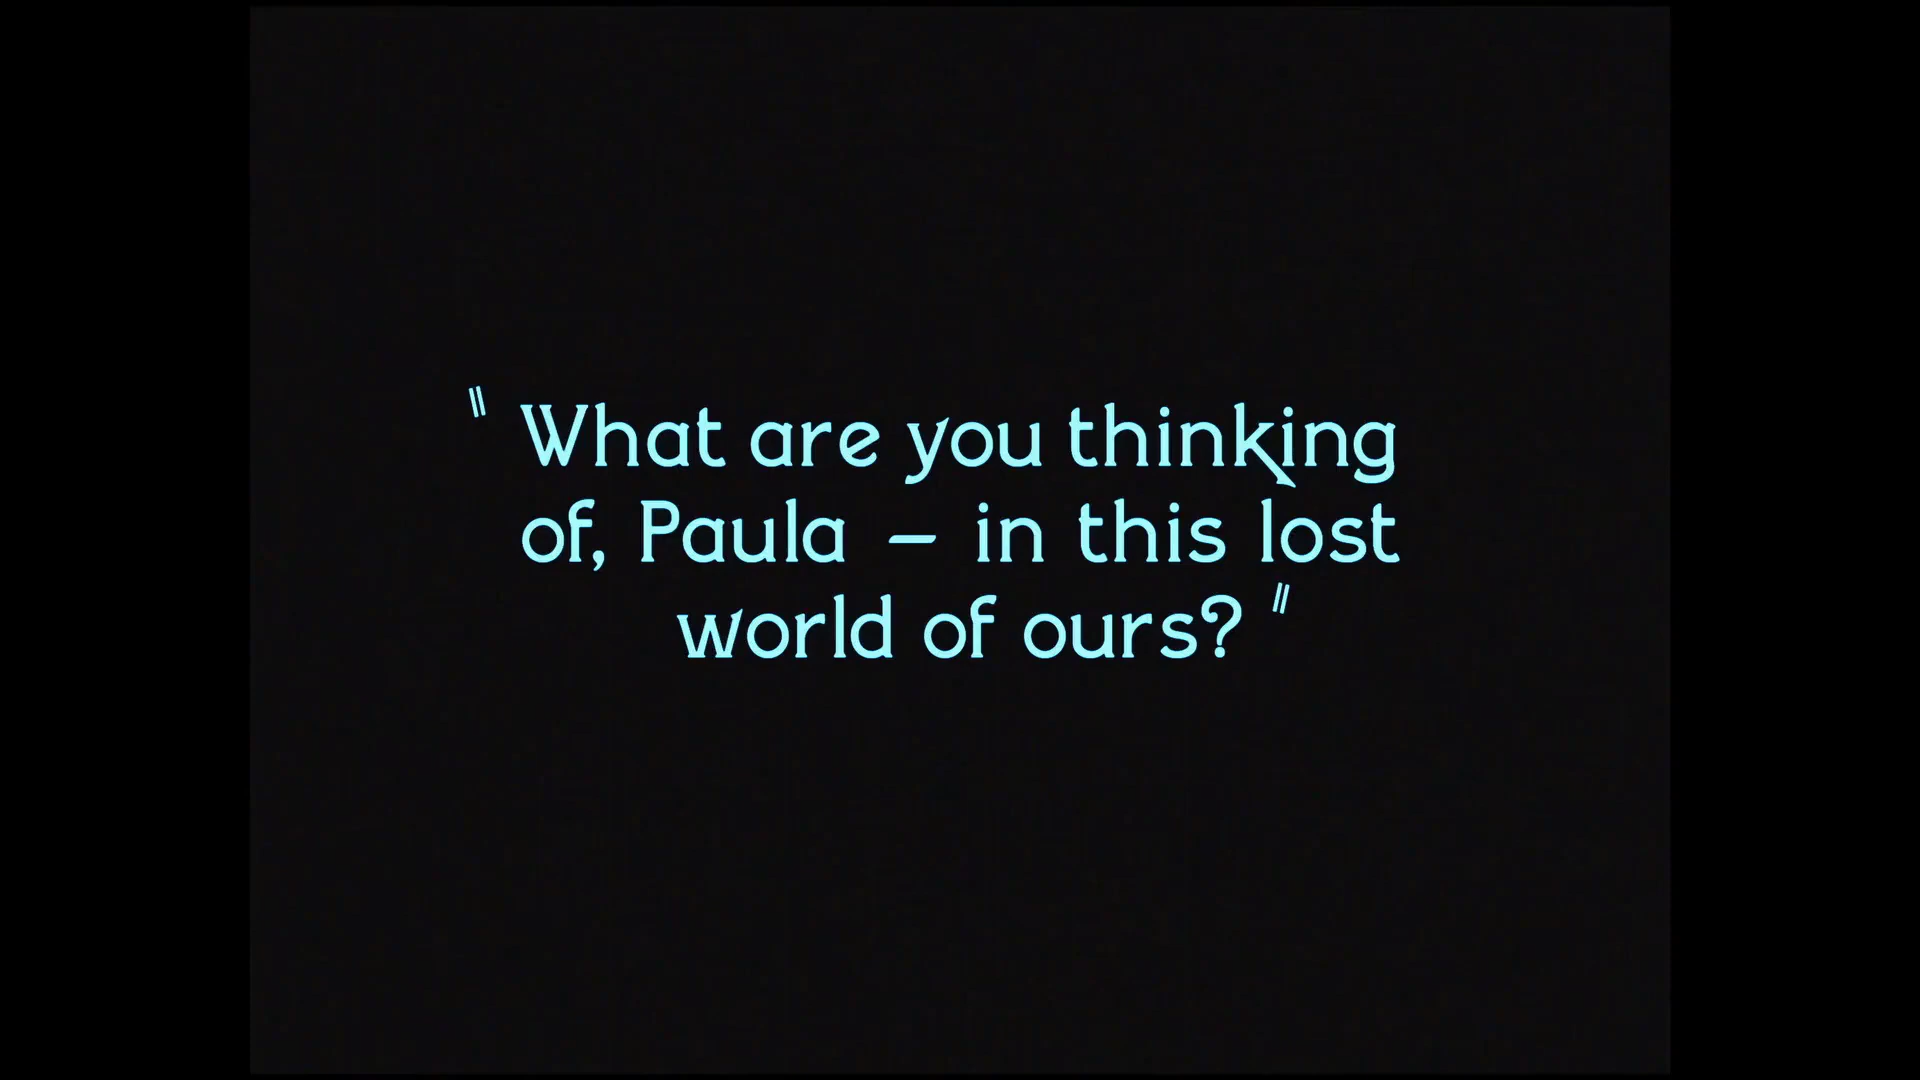 " What are you thinking
of, Paula – in this lost
world of ours? "